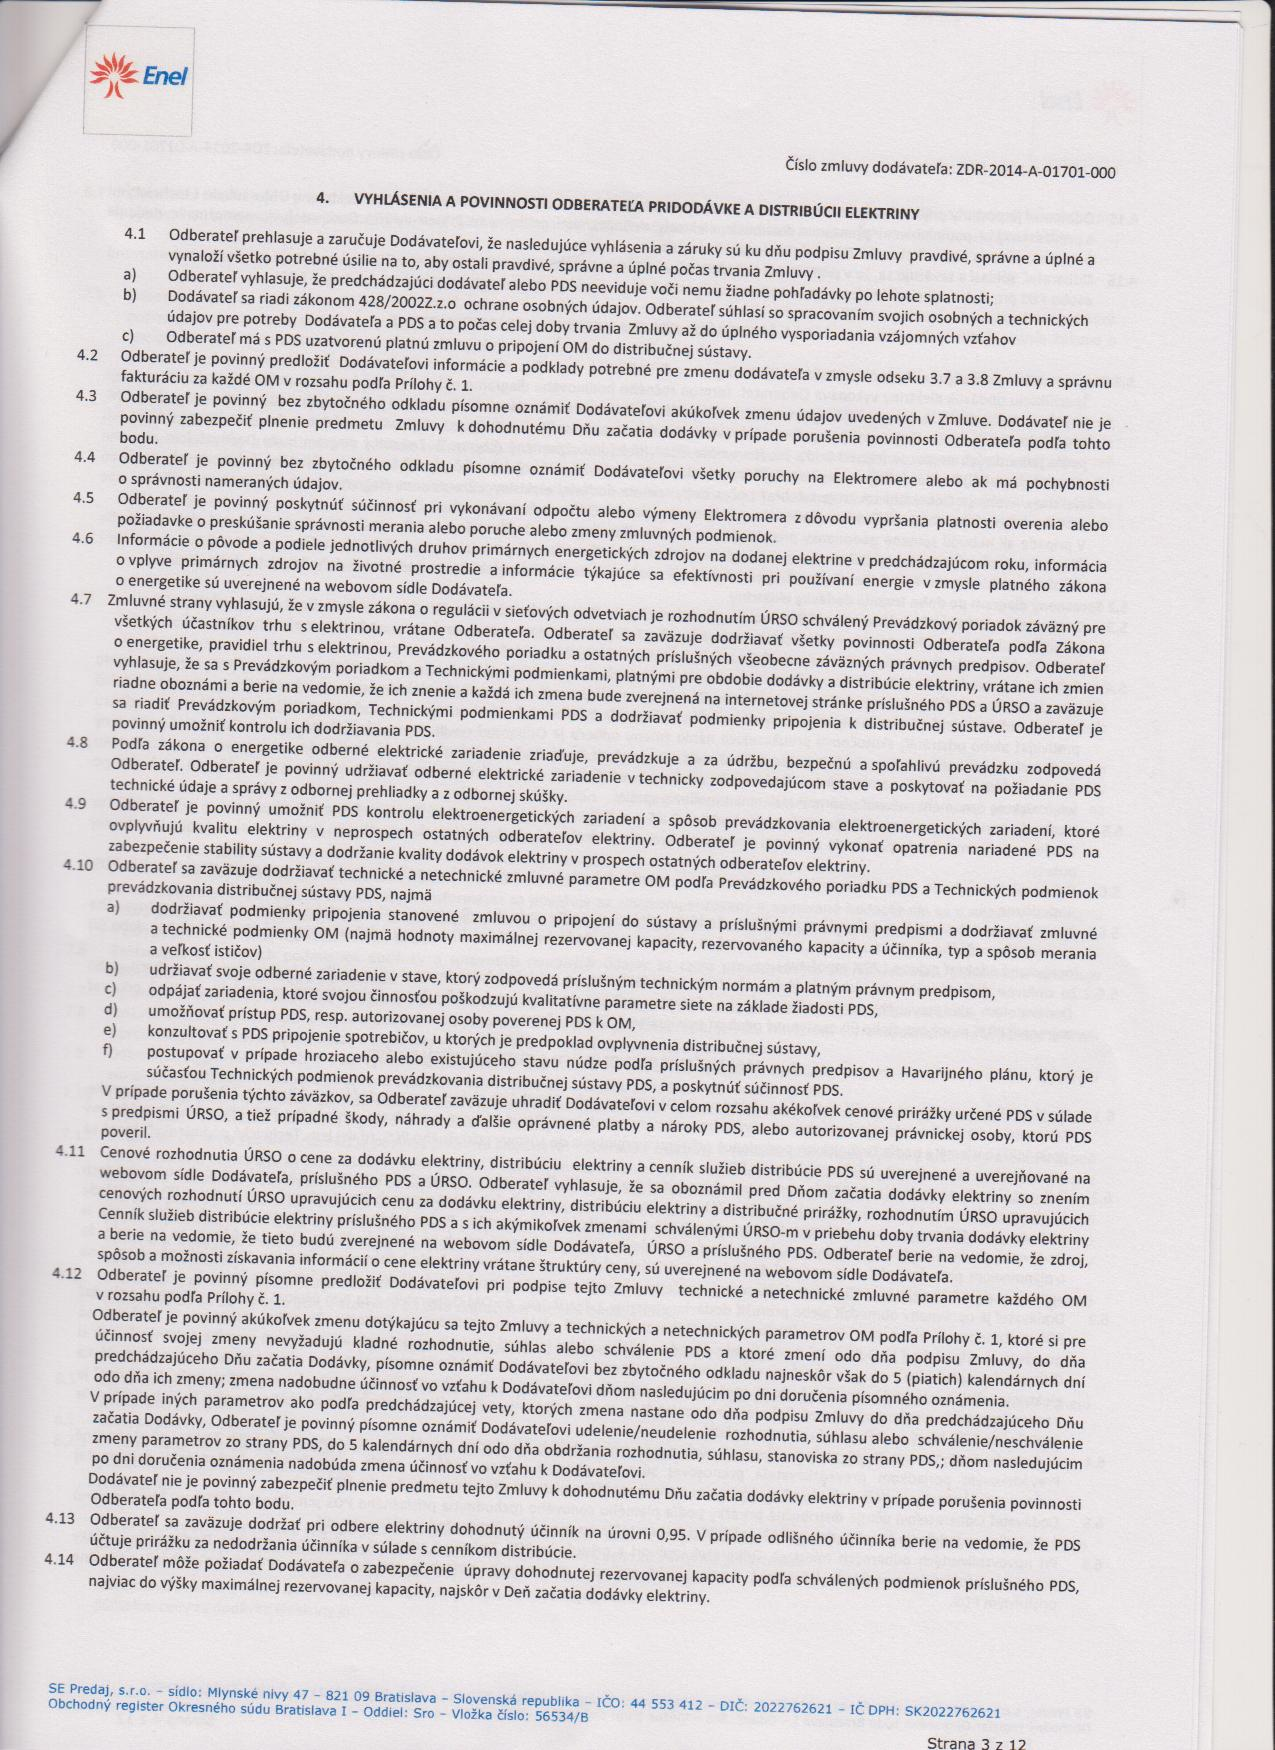 Enel
Číslo zmluvy dodávateľa: ZDR-2014-A-01701-000
4. VYHLÁSENIA A POVINNOSTI ODBERATEĽA PRIDODÁVKE A DISTRIBÚCII ELEKTRINY
4.1 Odberateľ prehlasuje a zaručuje Dodávateľovi, že nasledujúce vyhlásenia a záruky sú ku dňu podpisu Zmluvy pravdivé, správne a úplné a
vynaloží všetko potrebné úsilie na to, aby ostali pravdivé, správne a úplné počas trvania Zmluvy .
a) Odberateľ vyhlasuje, že predchádzajúci dodávateľ alebo PDS neeviduje voči nemu žiadne pohľadávky po lehote splatnosti;
b) Dodávateľ sa riadi zákonom 428/2002Z.z.o ochrane osobných údajov. Odberateľ súhlasí so spracovaním svojich osobných a technických
údajov pre potreby Dodávateľa a PDS a to počas celej doby trvania Zmluvy až do úplného vysporiadania vzájomných vzťahov
c) Odberateľ má s PDS uzatvorenú platnú zmluvu o pripojení OM do distribučnej sústavy.
4.2 Odberateľ je povinný predložiť Dodávateľovi informácie a podklady potrebné pre zmenu dodávateľa v zmysle odseku 3.7 a 3.8 Zmluvy a správnu
fakturáciu za každé OM v rozsahu podľa Prílohy č. 1.
4.3 Odberateľ je povinný bez zbytočného odkladu písomne oznámiť Dodávateľovi akúkoľvek zmenu údajov uvedených v Zmluve. Dodávateľ nie je
povinný zabezpečiť plnenie predmetu Zmluvy k dohodnutému Dňu začatia dodávky v prípade porušenia povinnosti Odberateľa podľa tohto
bodu.
4.4 Odberateľ je povinný bez zbytočného odkladu písomne oznámiť Dodávateľovi všetky poruchy na Elektromere alebo ak má pochybnosti
o správnosti nameraných údajov.
4.5 Odberateľ je povinný poskytnúť súčinnosť pri vykonávaní odpočtu alebo výmeny Elektromera z dôvodu vypršania platnosti overenia alebo
požiadavke o preskúšanie správnosti merania alebo poruche alebo zmeny zmluvných podmienok.
4.6 Informácie o pôvode a podiele jednotlivých druhov primárnych energetických zdrojov na dodanej elektrine v predchádzajúcom roku, informácia
o vplyve primárnych zdrojov na životné prostredie a informácie týkajúce sa efektívnosti pri používaní energie v zmysle platného zákona
o energetike sú uverejnené na webovom sídle Dodávateľa.
4.7 Zmluvné strany vyhlasujú, že v zmysle zákona o regulácii v sieťových odvetviach je rozhodnutím ÚRSO schválený Prevádzkový poriadok záväzný pre
všetkých účastníkov trhu s elektrinou, vrátane Odberateľa. Odberateľ sa zaväzuje dodržiavať všetky povinnosti Odberateľa podľa Zákona
o energetike, pravidiel trhu s elektrinou, Prevádzkového poriadku a ostatných príslušných všeobecne záväzných právnych predpisov. Odberateľ
vyhlasuje, že sa s Prevádzkovým poriadkom a Technickými podmienkami, platnými pre obdobie dodávky a distribúcie elektriny, vrátane ich zmien
riadne oboznámi a berie na vedomie, že ich znenie a každá ich zmena bude zverejnená na internetovej stránke príslušného PDS a ÚRSO a zaväzuje
sa riadiť Prevádzkovým poriadkom, Technickými podmienkami PDS a dodržiavať podmienky pripojenia k distribučnej sústave. Odberateľ je
povinný umožniť kontrolu ich dodržiavania PDS.
4.8 Podľa zákona o energetike odberné elektrické zariadenie zriaďuje, prevádzkuje a za údržbu, bezpečnú a spoľahlivú prevádzku zodpovedá
Odberateľ. Odberateľ je povinný udržiavať odberné elektrické zariadenie v technicky zodpovedajúcom stave a poskytovať na požiadanie PDS
technické údaje a správy z odbornej prehliadky a z odbornej skúšky.
4.9 Odberateľ je povinný umožniť PDS kontrolu elektroenergetických zariadení a spôsob prevádzkovania elektroenergetických zariadení, ktoré
ovplyvňujú kvalitu elektriny v neprospech ostatných odberateľov elektriny. Odberateľ je povinný vykonať opatrenia nariadené PDS na
zabezpečenie stability sústavy a dodržanie kvality dodávok elektriny v prospech ostatných odberateľov elektriny.
4.10 Odberateľ sa zaväzuje dodržiavať technické a netechnické zmluvné parametre OM podľa Prevádzkového poriadku PDS a Technických podmienok
prevádzkovania distribučnej sústavy PDS, najmä
a) dodržiavať podmienky pripojenia stanovené zmluvou o pripojení do sústavy a príslušnými právnymi predpismi a dodržiavať zmluvné
a technické podmienky OM (najmä hodnoty maximálnej rezervovanej kapacity, rezervovaného kapacity a účinníka, typ a spôsob merania
a veľkosť ističov)
b) udržiavať svoje odberné zariadenie v stave, ktorý zodpovedá príslušným technickým normám a platným právnym predpisom,
c) odpájať zariadenia, ktoré svojou činnosťou poškodzujú kvalitatívne parametre siete na základe žiadosti PDS,
d) umožňovať prístup PDS, resp. autorizovanej osoby poverenej PDS k OM,
e) konzultovať s PDS pripojenie spotrebičov, u ktorých je predpoklad ovplyvnenia distribučnej sústavy,
f) postupovať v prípade hroziaceho alebo existujúceho stavu núdze podľa príslušných právnych predpisov a Havarijného plánu, ktorý je
súčasťou Technických podmienok prevádzkovania distribučnej sústavy PDS, a poskytnúť súčinnosť PDS.
V prípade porušenia týchto záväzkov, sa Odberateľ zaväzuje uhradiť Dodávateľovi v celom rozsahu akékoľvek cenové prirážky určené PDS v súlade
s predpismi ÚRSO, a tiež prípadné škody, náhrady a ďalšie oprávnené platby a nároky PDS, alebo autorizovanej právnickej osoby, ktorú PDS
poveril.
4.11 Cenové rozhodnutia ÚRSO o cene za dodávku elektriny, distribúciu elektriny a cenník služieb distribúcie PDS sú uverejnené a uverejňované na
webovom sídle Dodávateľa, príslušného PDS a ÚRSO. Odberateľ vyhlasuje, že sa oboznámil pred Dňom začatia dodávky elektriny so znením
cenových rozhodnutí ÚRSO upravujúcich cenu za dodávku elektriny, distribúciu elektriny a distribučné prirážky, rozhodnutím ÚRSO upravujúcich
Cenník služieb distribúcie elektriny príslušného PDS a s ich akýmikoľvek zmenami schválenými ÚRSO-m v priebehu doby trvania dodávky elektriny
a berie na vedomie, že tieto budú zverejnené na webovom sídle Dodávateľa, ÚRSO a príslušného PDS. Odberateľ berie na vedomie, že zdroj,
spôsob a možnosti získavania informácií o cene elektriny vrátane štruktúry ceny, sú uverejnené na webovom sídle Dodávateľa.
4.12 Odberateľ je povinný písomne predložiť Dodávateľovi pri podpise tejto Zmluvy technické a netechnické zmluvné parametre každého OM
v rozsahu podľa Prílohy č. 1.
Odberateľ je povinný akúkoľvek zmenu dotýkajúcu sa tejto Zmluvy a technických a netechnických parametrov OM podľa Prílohy č. 1, ktoré si pre
účinnosť svojej zmeny nevyžadujú kladné rozhodnutie, súhlas alebo schválenie PDS a ktoré zmení odo dňa podpisu Zmluvy, do dňa
predchádzajúceho Dňu začatia Dodávky, písomne oznámiť Dodávateľovi bez zbytočného odkladu najneskôr však do 5 (piatich) kalendárnych dní
odo dňa ich zmeny; zmena nadobudne účinnosť vo vzťahu k Dodávateľovi dňom nasledujúcim po dni doručenia písomného oznámenia.
V prípade iných parametrov ako podľa predchádzajúcej vety, ktorých zmena nastane odo dňa podpisu Zmluvy do dňa predchádzajúceho Dňu
začatia Dodávky, Odberateľ je povinný písomne oznámiť Dodávateľovi udelenie/neudelenie rozhodnutia, súhlasu alebo schválenie/neschválenie
zmeny parametrov zo strany PDS, do 5 kalendárnych dní odo dňa obdržania rozhodnutia, súhlasu, stanoviska zo strany PDS,; dňom nasledujúcim
po dni doručenia oznámenia nadobúda zmena účinnosť vo vzťahu k Dodávateľovi.
Dodávateľ nie je povinný zabezpečiť plnenie predmetu tejto Zmluvy k dohodnutému Dňu začatia dodávky elektriny v prípade porušenia povinnosti
Odberateľa podľa tohto bodu.
4.13 Odberateľ sa zaväzuje dodržať pri odbere elektriny dohodnutý účinník na úrovni 0,95. V prípade odlišného účinníka berie na vedomie, že PDS
účtuje prirážku za nedodržania účinníka v súlade s cenníkom distribúcie.
4.14 Odberateľ môže požiadať Dodávateľa o zabezpečenie úpravy dohodnutej rezervovanej kapacity podľa schválených podmienok príslušného PDS,
najviac do výšky maximálnej rezervovanej kapacity, najskôr v Deň začatia dodávky elektriny.
SE Predaj, s.r.o. – sídlo: Mlynské nivy 47 – 821 09 Bratislava – Slovenská republika – IČO: 44 553 412 – DIČ: 2022762621 – IČ DPH: SK2022762621
Obchodný register Okresného súdu Bratislava I – Oddiel: Sro – Vložka číslo: 56534/B
Strana 3 z 12